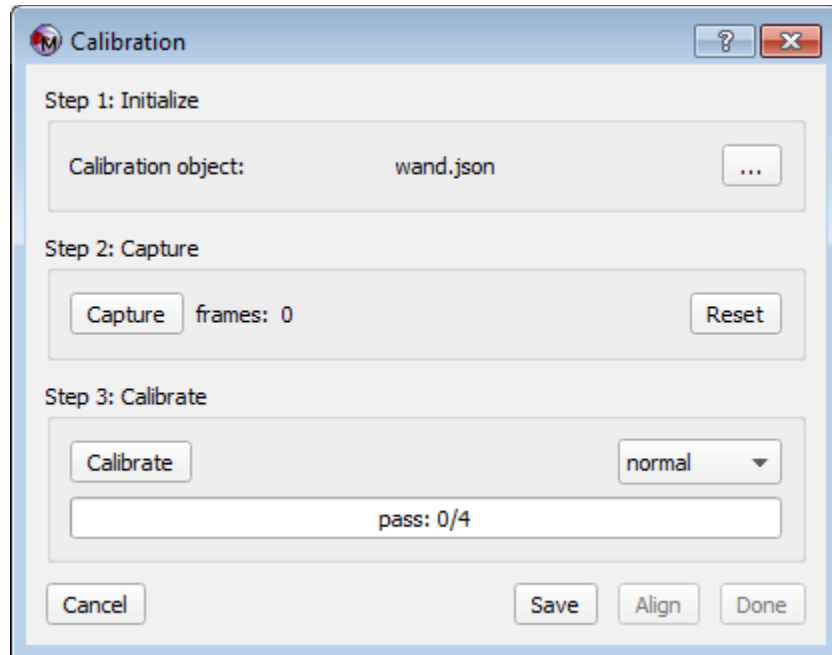 Calibration
Step 1: Initialize
Calibration object: wand.json ...
Step 2: Capture
Capture frames: 0 Reset
Step 3: Calibrate
Calibrate normal
pass: 0/4
Cancel Save Align Done